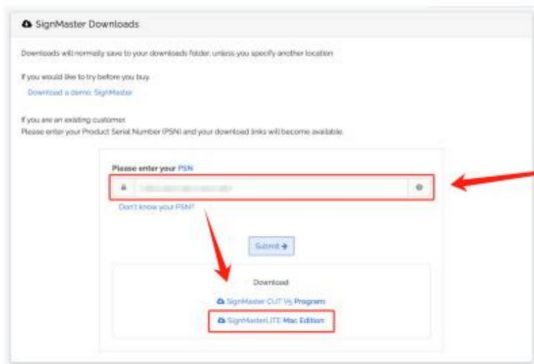 SignMaster Downloads
Downloads will normally save to your downloads folder, unless you specify another location
If you would like to try before you buy
Download a demo: SignMaster
If you are an existing customer
Please enter your Product Serial Number (PSN) and your download links will become available.
Please enter your PSN
Don't know your PSN?
Submit
Download
SignMaster CUT V5 Program
SignMasterLITE Mac Edition